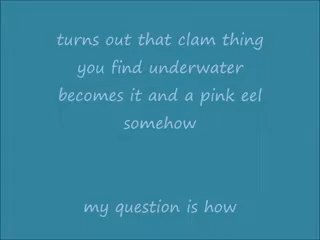 turns out that clam thing
you find underwater
becomes it and a pink eel
somehow
my question is how